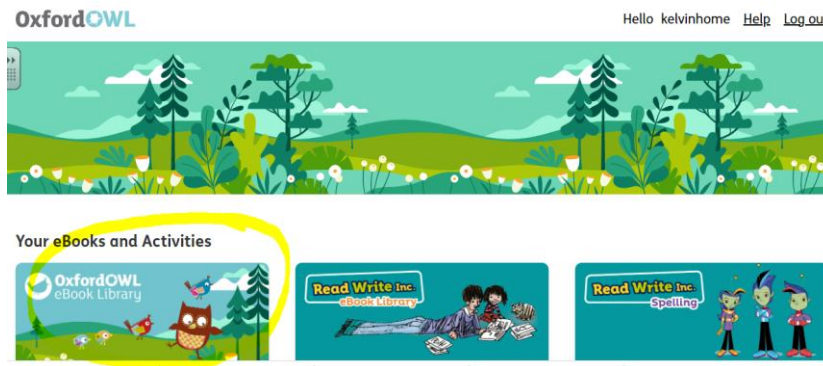 OxfordOWL
Hello kelvinhome Help Log ou
Your eBooks and Activities
OxfordOWL
eBook Library
Read Write Inc.
eBook Library
Read Write Inc.
Spelling